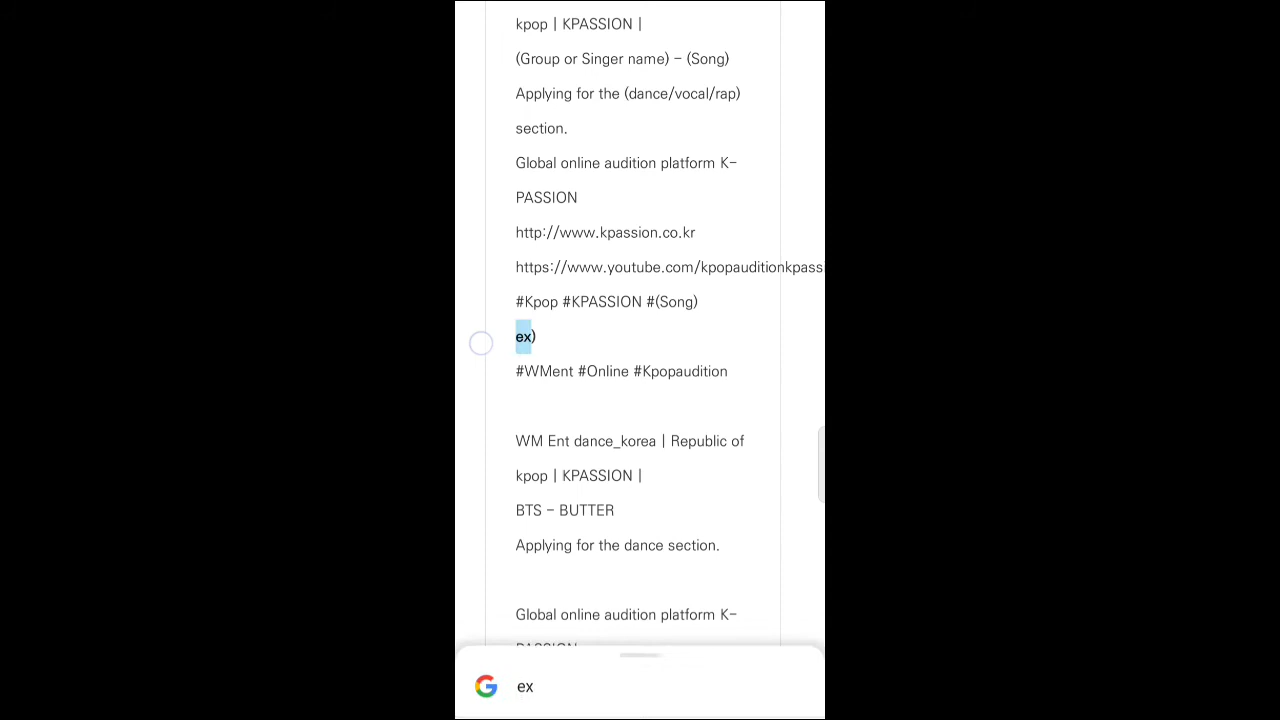 kpop | KPASSION |
(Group or Singer name) - (Song)
Applying for the (dance/vocal/rap)
section.
Global online audition platform K-
PASSION
http://www.kpassion.co.kr
https://www.youtube.com/kpopauditionkpass
#Kpop #KPASSION #(Song)
ex)
#WMent #Online #Kpopaudition
WM Ent dance_korea | Republic of
kpop | KPASSION |
BTS - BUTTER
Applying for the dance section.
Global online audition platform K-
PASSION
ex